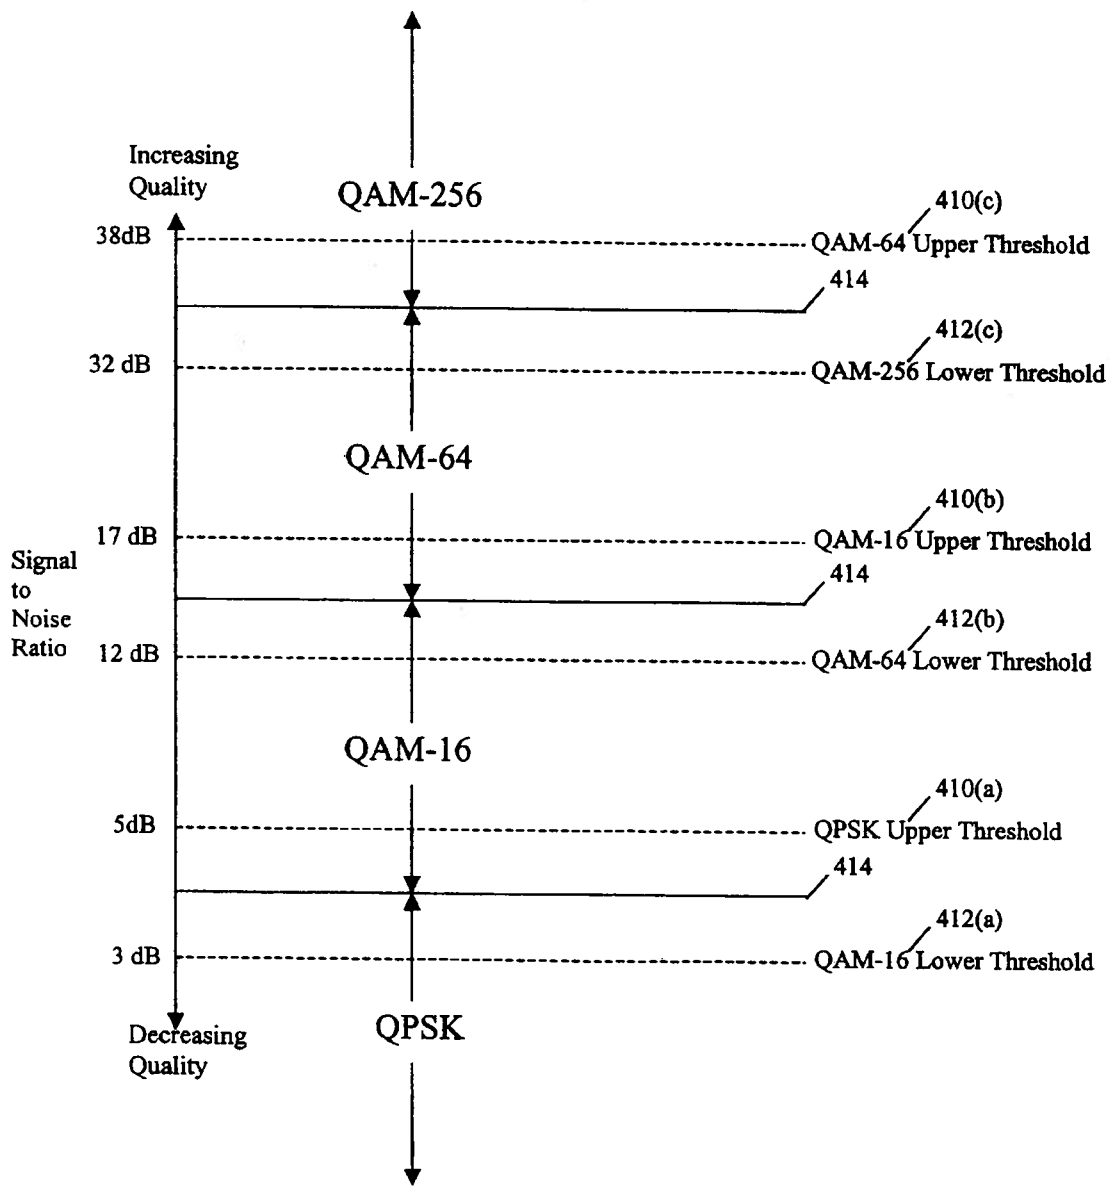 Increasing
Quality
QAM-256
410(c)
38dB
QAM-64 Upper Threshold
414
412(c)
32 dB
QAM-256 Lower Threshold
QAM-64
410(b)
17 dB
QAM-16 Upper Threshold
Signal
to
Noise
Ratio
414
412(b)
12 dB
QAM-64 Lower Threshold
QAM-16
410(a)
5dB
QPSK Upper Threshold
414
412(a)
3 dB
QAM-16 Lower Threshold
QPSK
Decreasing
Quality